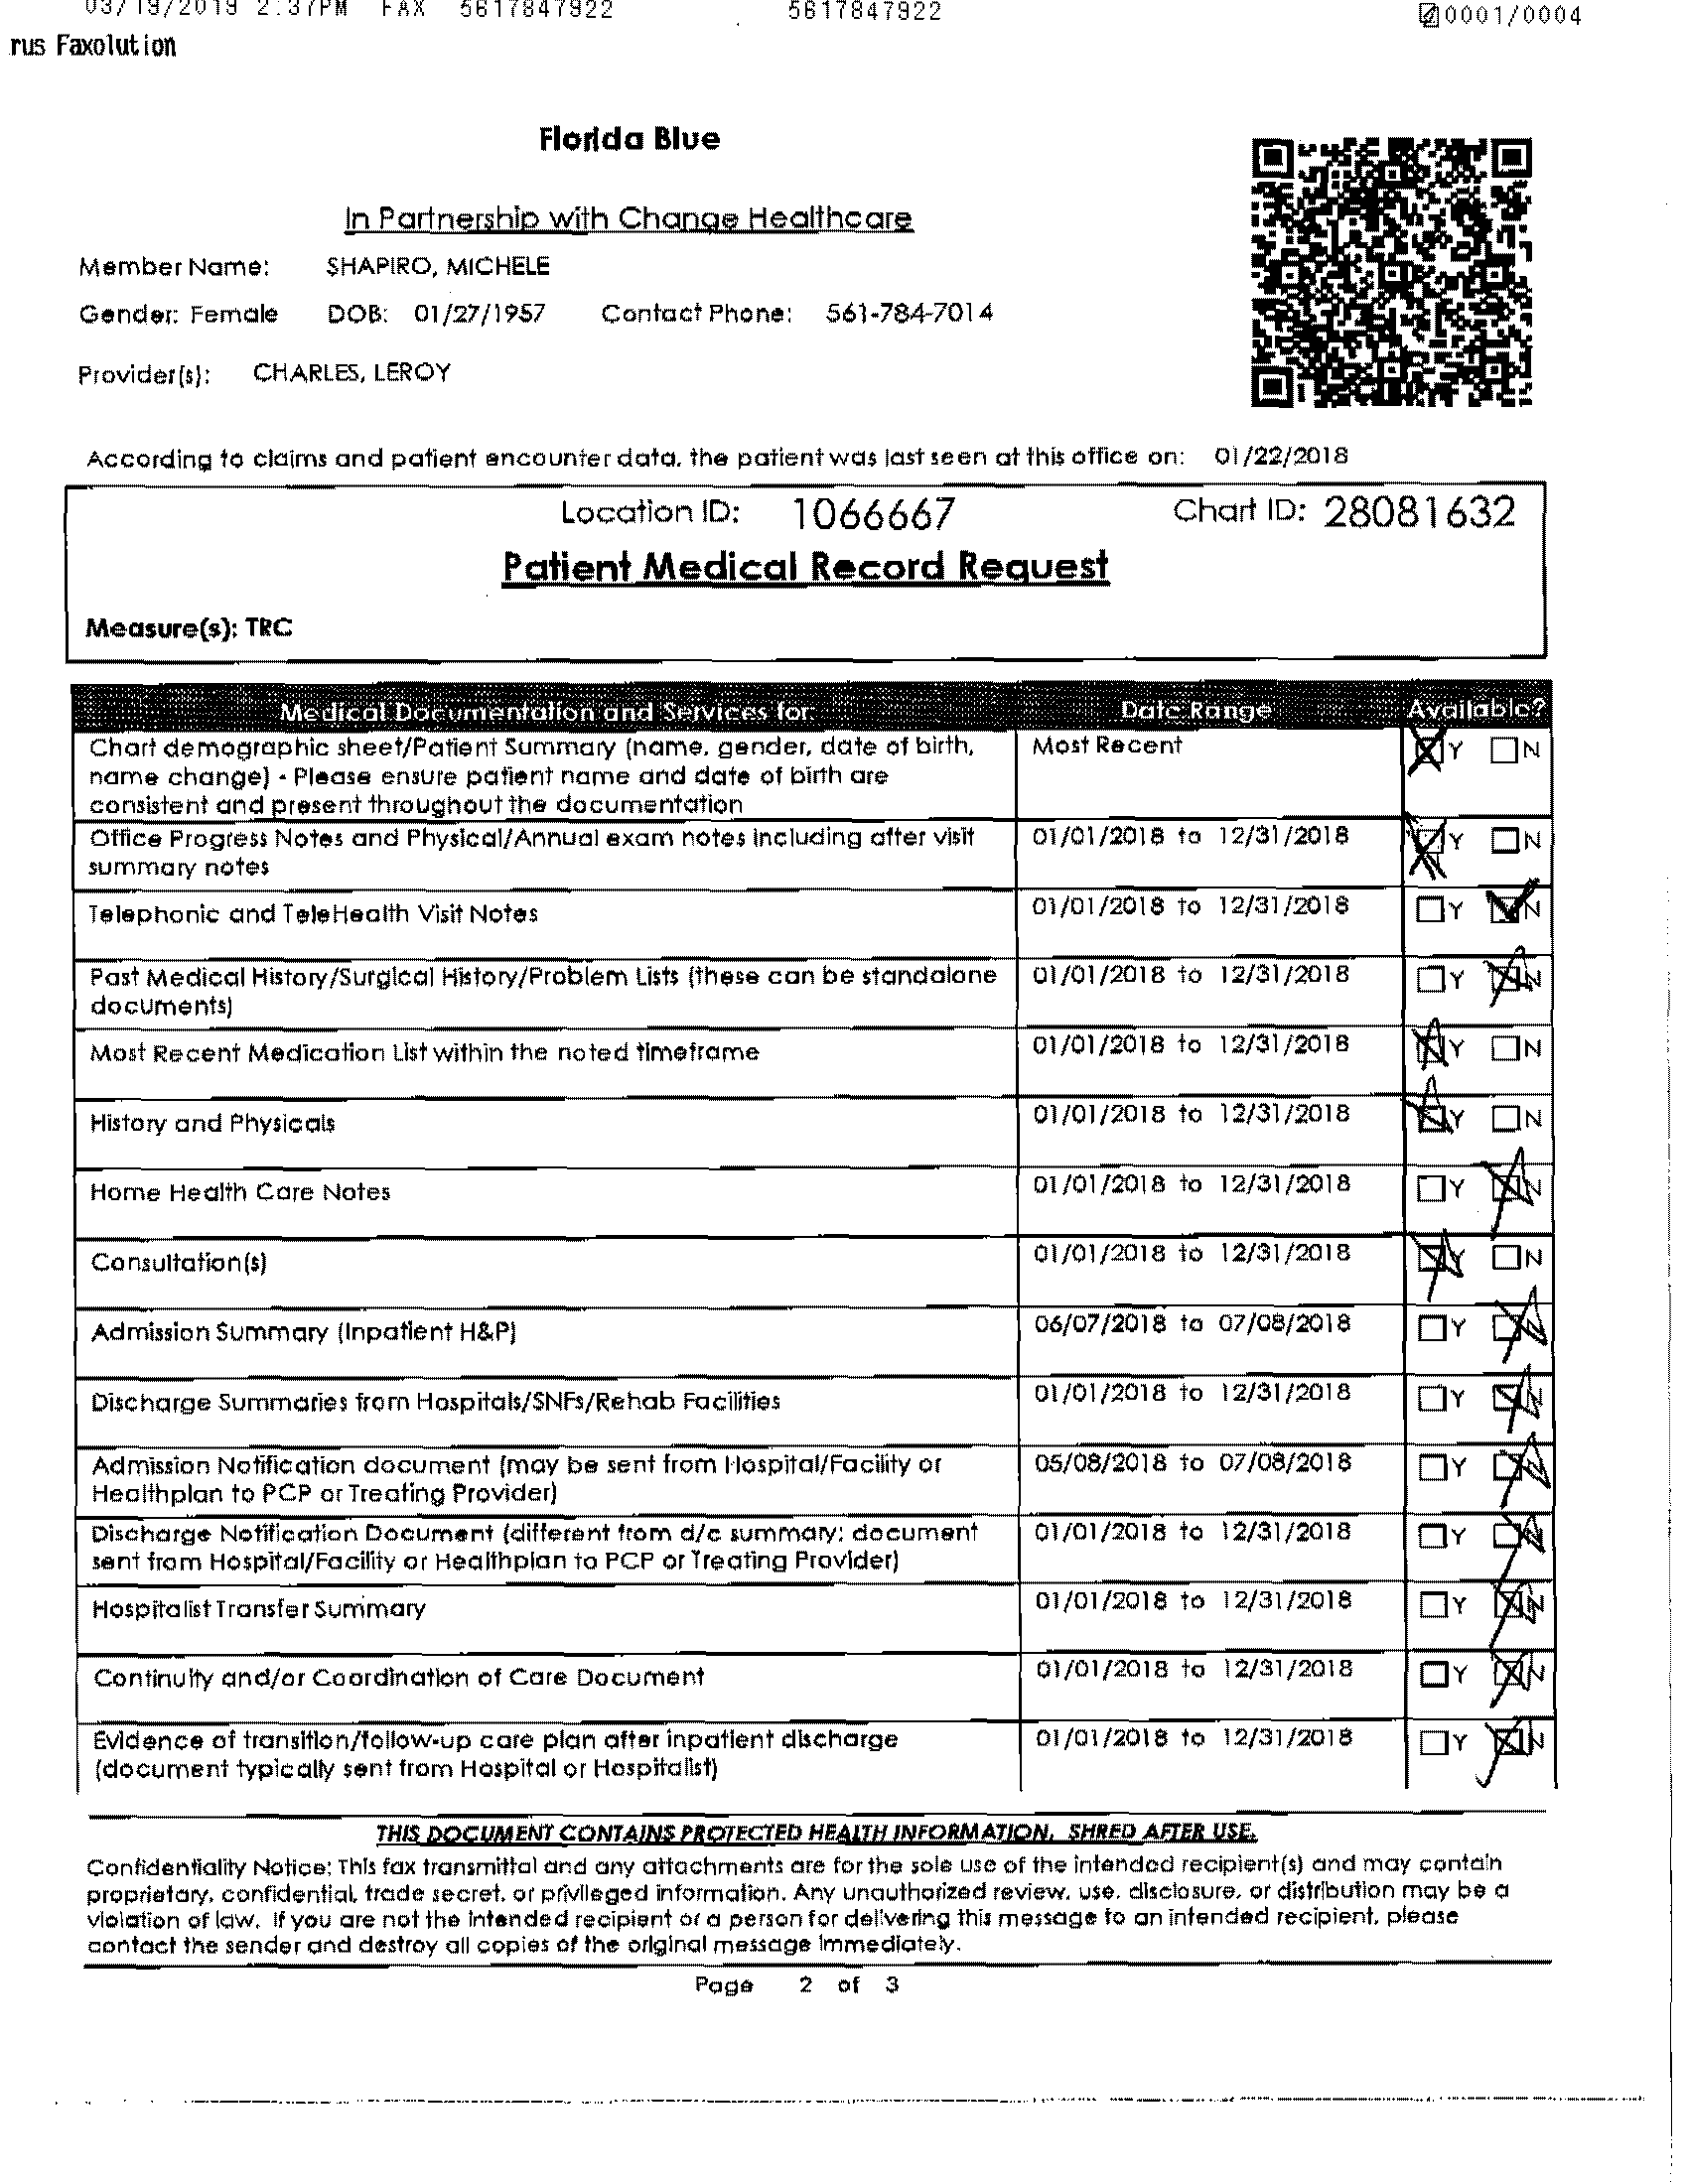 03/19/2019 2:37PM FAX 5617847922 5617847922 0001/0004
rus Faxolution
Florida Blue
In Partnership with Change Healthcare
Member Name: SHAPIRO, MICHELE
Gender: Female DOB: 01/27/1957 Contact Phone: 561-784-7014
Provider(s): CHARLES, LEROY
According to claims and patient encounter data, the patient was last seen at this office on: 01/22/2018
Location ID: 1066667 Chart ID: 28081632
Patient Medical Record Request
Measure(s): TRC
Medical Documentation and Services for: Date Range Available?
Chart demographic sheet/Patient Summary (name, gender, date of birth, Most Recent Y N
name change) - Please ensure patient name and date of birth are
consistent and present throughout the documentation
Office Progress Notes and Physical/Annual exam notes including after visit 01/01/2018 to 12/31/2018 Y N
summary notes
Telephonic and TeleHealth Visit Notes 01/01/2018 to 12/31/2018 Y N
Past Medical History/Surgical History/Problem Lists (these can be standalone 01/01/2018 to 12/31/2018 Y N
documents)
Most Recent Medication List within the noted timeframe 01/01/2018 to 12/31/2018 Y N
History and Physicals 01/01/2018 to 12/31/2018 Y N
Home Health Care Notes 01/01/2018 to 12/31/2018 Y N
Consultation(s) 01/01/2018 to 12/31/2018 Y N
Admission Summary (Inpatient H&P) 06/07/2018 to 07/08/2018 Y N
Discharge Summaries from Hospitals/SNFs/Rehab Facilities 01/01/2018 to 12/31/2018 Y N
Admission Notification document (may be sent from Hospital/Facility or 05/08/2018 to 07/08/2018 Y N
Healthplan to PCP or Treating Provider)
Discharge Notification Document (different from d/c summary; document 01/01/2018 to 12/31/2018 Y N
sent from Hospital/Facility or Healthplan to PCP or Treating Provider)
Hospitalist Transfer Summary 01/01/2018 to 12/31/2018 Y N
Continuity and/or Coordination of Care Document 01/01/2018 to 12/31/2018 Y N
Evidence of transition/follow-up care plan after inpatient discharge 01/01/2018 to 12/31/2018 Y N
(document typically sent from Hospital or Hospitalist)
THIS DOCUMENT CONTAINS PROTECTED HEALTH INFORMATION. SHRED AFTER USE.
Confidentiality Notice: This fax transmittal and any attachments are for the sole use of the intended recipient(s) and may contain
proprietary, confidential, trade secret, or privileged information. Any unauthorized review, use, disclosure, or distribution may be a
violation of law. If you are not the intended recipient or a person for delivering this message to an intended recipient, please
contact the sender and destroy all copies of the original message immediately.
Page 2 of 3